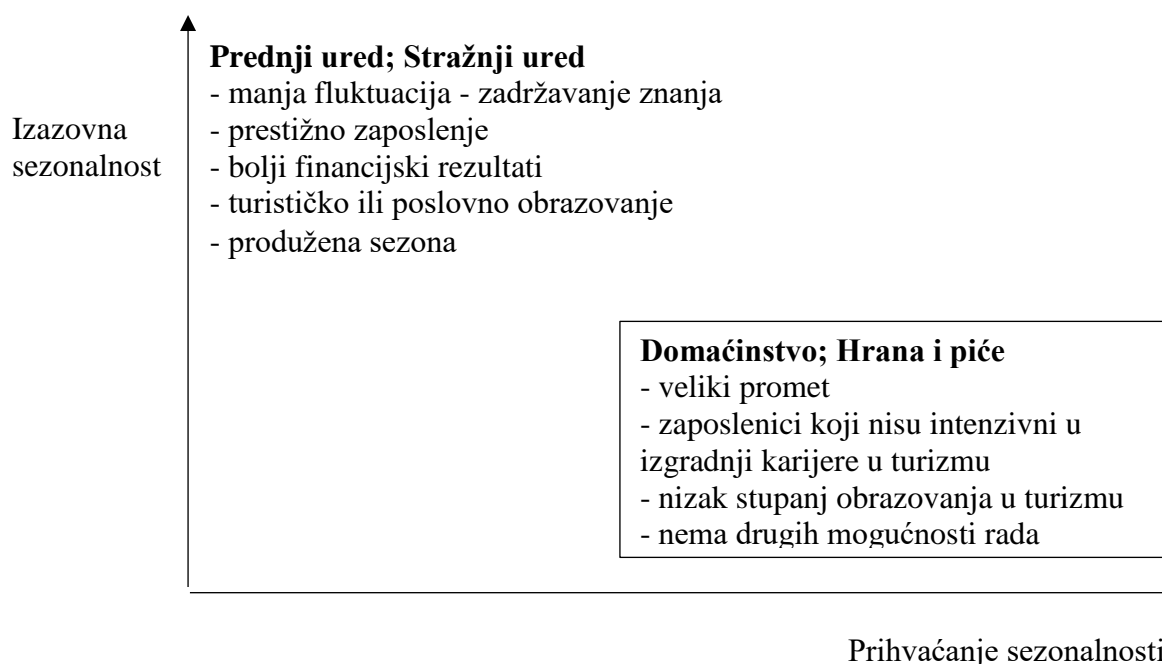 Prednji ured; Stražnji ured
- manja fluktuacija - zadržavanje znanja
- prestižno zaposlenje
- bolji financijski rezultati
- turističko ili poslovno obrazovanje
- produžena sezona
Izazovna
sezonalnost
Domaćinstvo; Hrana i piće
- veliki promet
- zaposlenici koji nisu intenzivni u
izgradnji karijere u turizmu
- nizak stupanj obrazovanja u turizmu
- nema drugih mogućnosti rada
Prihvaćanje sezonalnosti